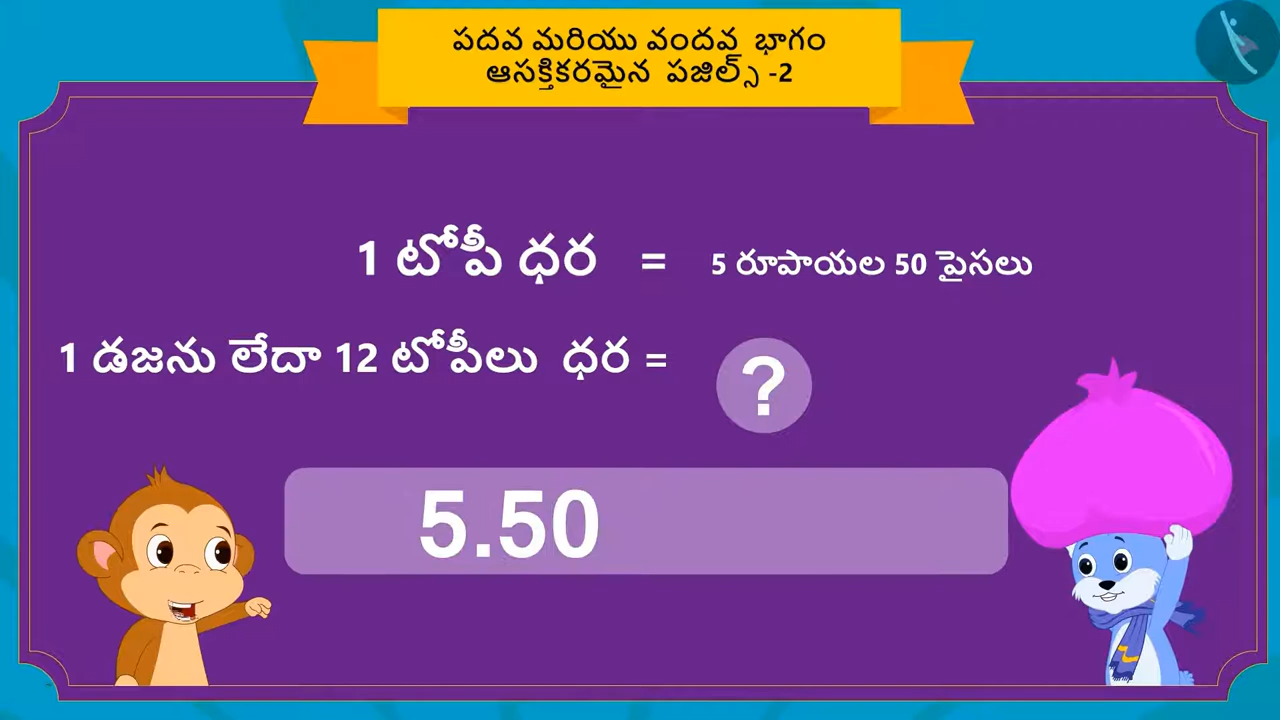 పదవ మరియు వందవ భాగం
ఆసక్తికరమైన పజిల్స్ -2
1 టోపీ ధర = 5 రూపాయల 50 పైసలు
1 డజను లేదా 12 టోపీలు ధర = ?
5.50